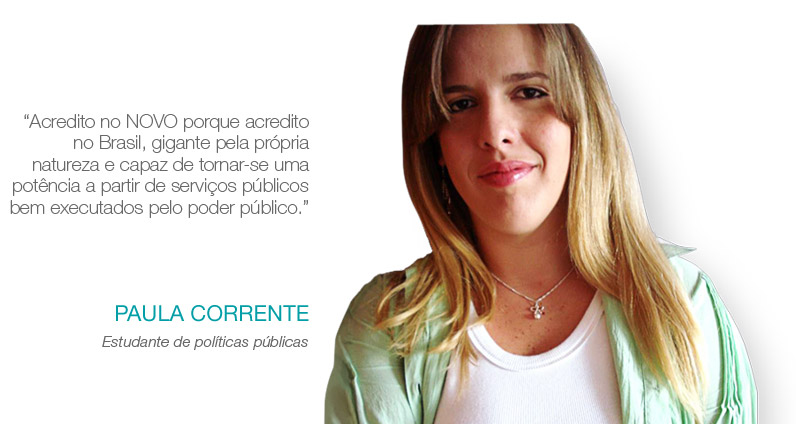 “Acredito no NOVO porque acredito
no Brasil, gigante pela própria
natureza e capaz de tornar-se uma
potência a partir de serviços públicos
bem executados pelo poder público.”
PAULA CORRENTE
Estudante de políticas públicas